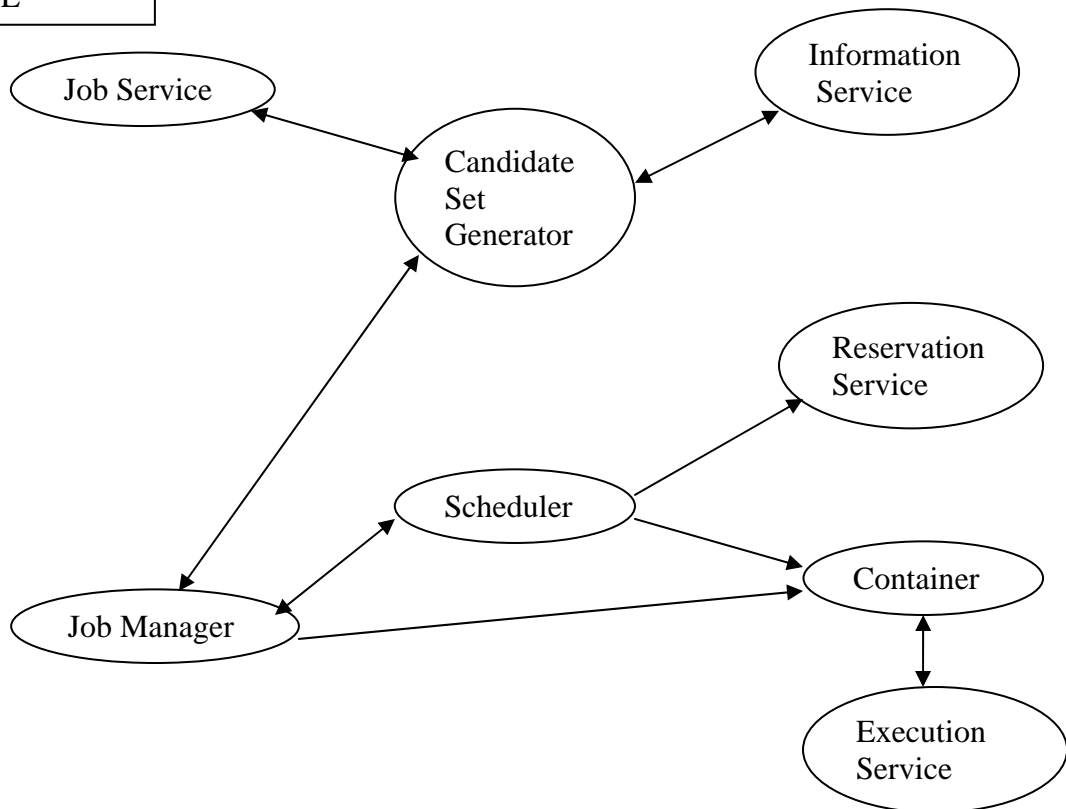 Job Service
Information
Service
Candidate
Set
Generator
Reservation
Service
Scheduler
Container
Job Manager
Execution
Service